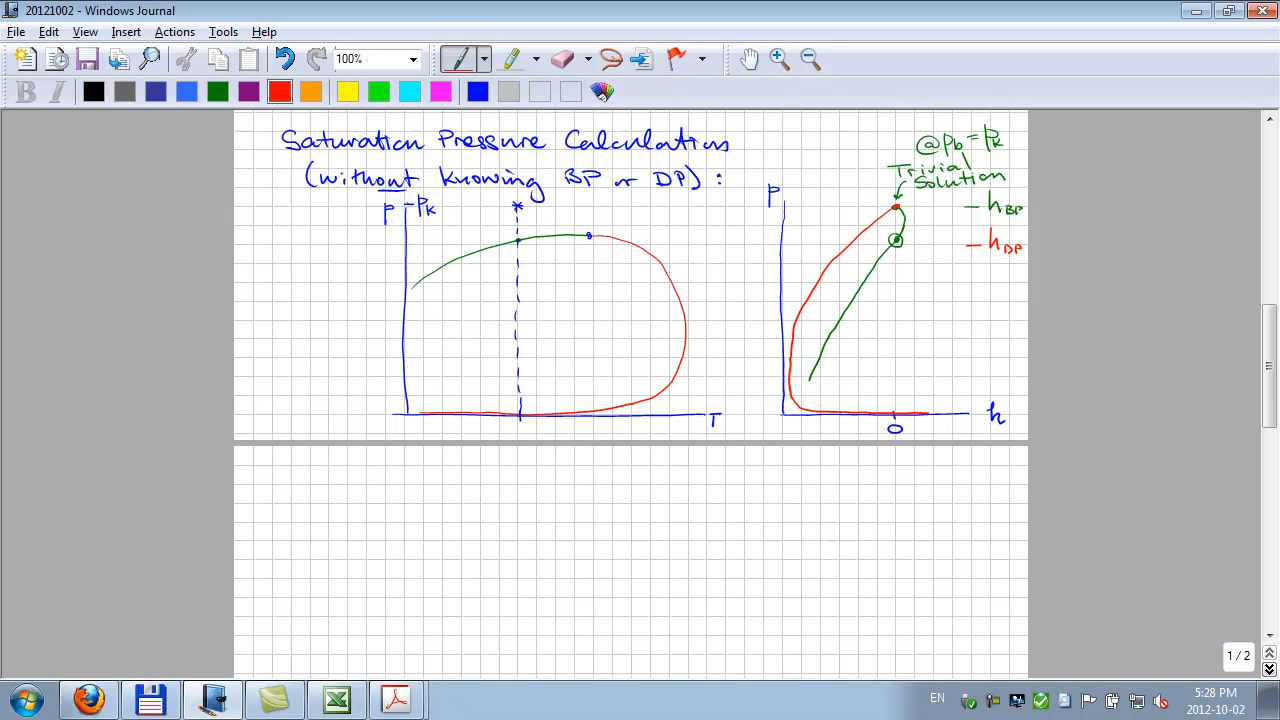 20121002 - Windows Journal
File Edit View Insert Actions Tools Help
100%
B I
Saturation Pressure Calculation
(without knowing BP or DP) :
P
PK
*
T
P
@ Pb = PK
Trivial
Solution
- hBP
- hDP
0
h
1 / 2
EN
5:28 PM
2012-10-02